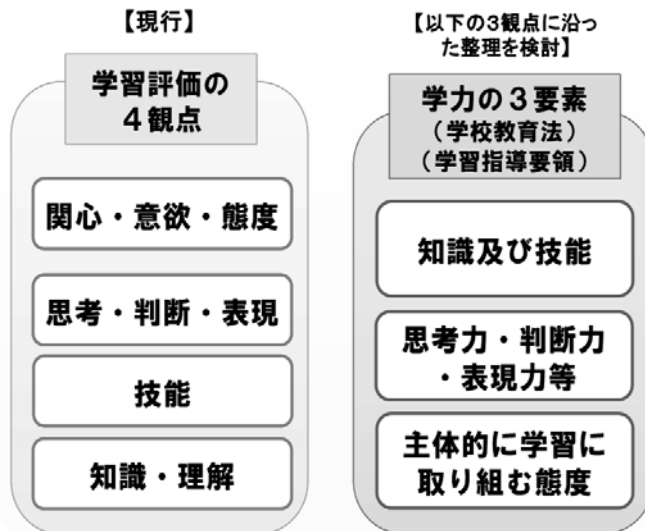 【現行】
学習評価の
４観点
関心・意欲・態度
思考・判断・表現
技能
知識・理解
【以下の3観点に沿っ
た整理を検討】
学力の３要素
（学校教育法）
（学習指導要領）
知識及び技能
思考力・判断力
・表現力等
主体的に学習に
取り組む態度